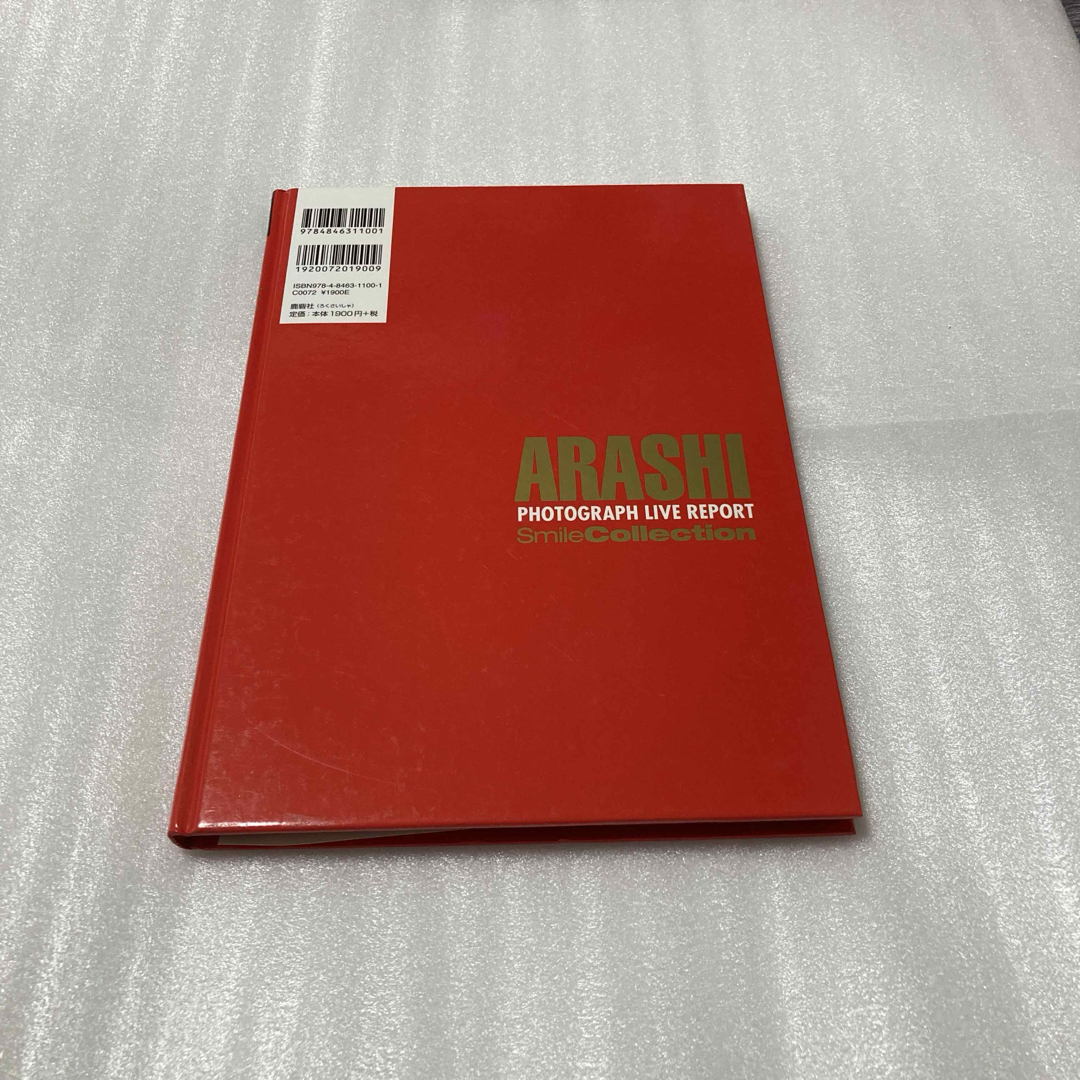 9784846311001
1920072019009
ISBN978-4-8463-1100-1
C0072 ¥1900E
鹿砦社（ろくさいしゃ）
定価：本体1900円＋税
ARASHI
PHOTOGRAPH LIVE REPORT
SmileCollection